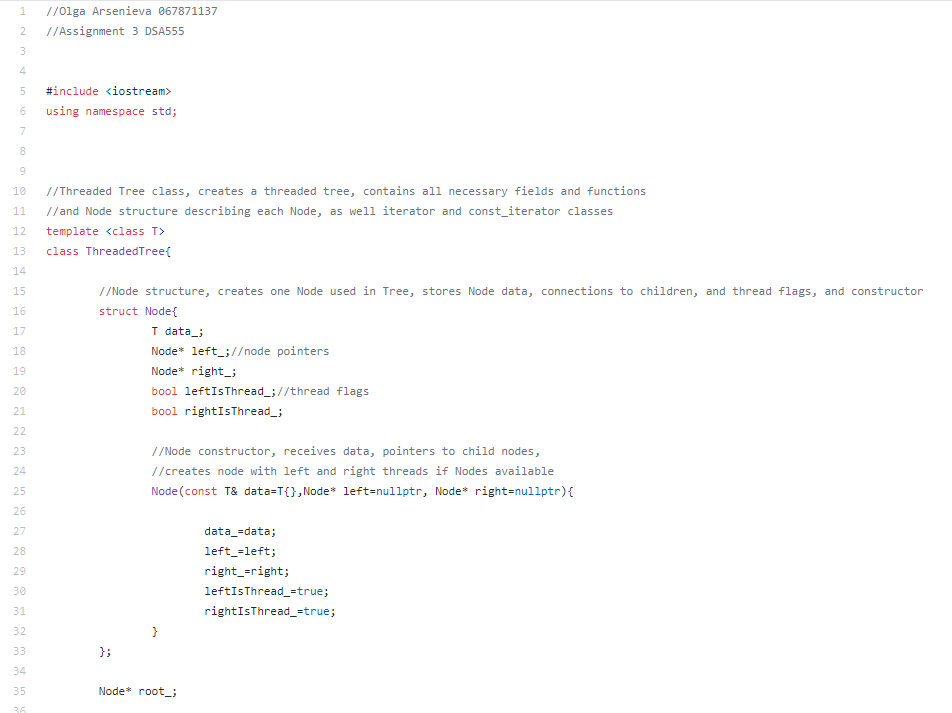 1 //Olga Arsenieva 067871137
2 //Assignment 3 DSA555
3
4
5 #include <iostream>
6 using namespace std;
7
8
9
10 //Threaded Tree class, creates a threaded tree, contains all necessary fields and functions
11 //and Node structure describing each Node, as well iterator and const_iterator classes
12 template <class T>
13 class ThreadedTree{
14
15 //Node structure, creates one Node used in Tree, stores Node data, connections to children, and thread flags, and constructor
16 struct Node{
17 T data_;
18 Node* left_;//node pointers
19 Node* right_;
20 bool leftIsThread_;//thread flags
21 bool rightIsThread_;
22
23 //Node constructor, receives data, pointers to child nodes,
24 //creates node with left and right threads if Nodes available
25 Node(const T& data=T{},Node* left=nullptr, Node* right=nullptr){
26
27 data_=data;
28 left_=left;
29 right_=right;
30 leftIsThread_=true;
31 rightIsThread_=true;
32 }
33 };
34
35 Node* root_;
36